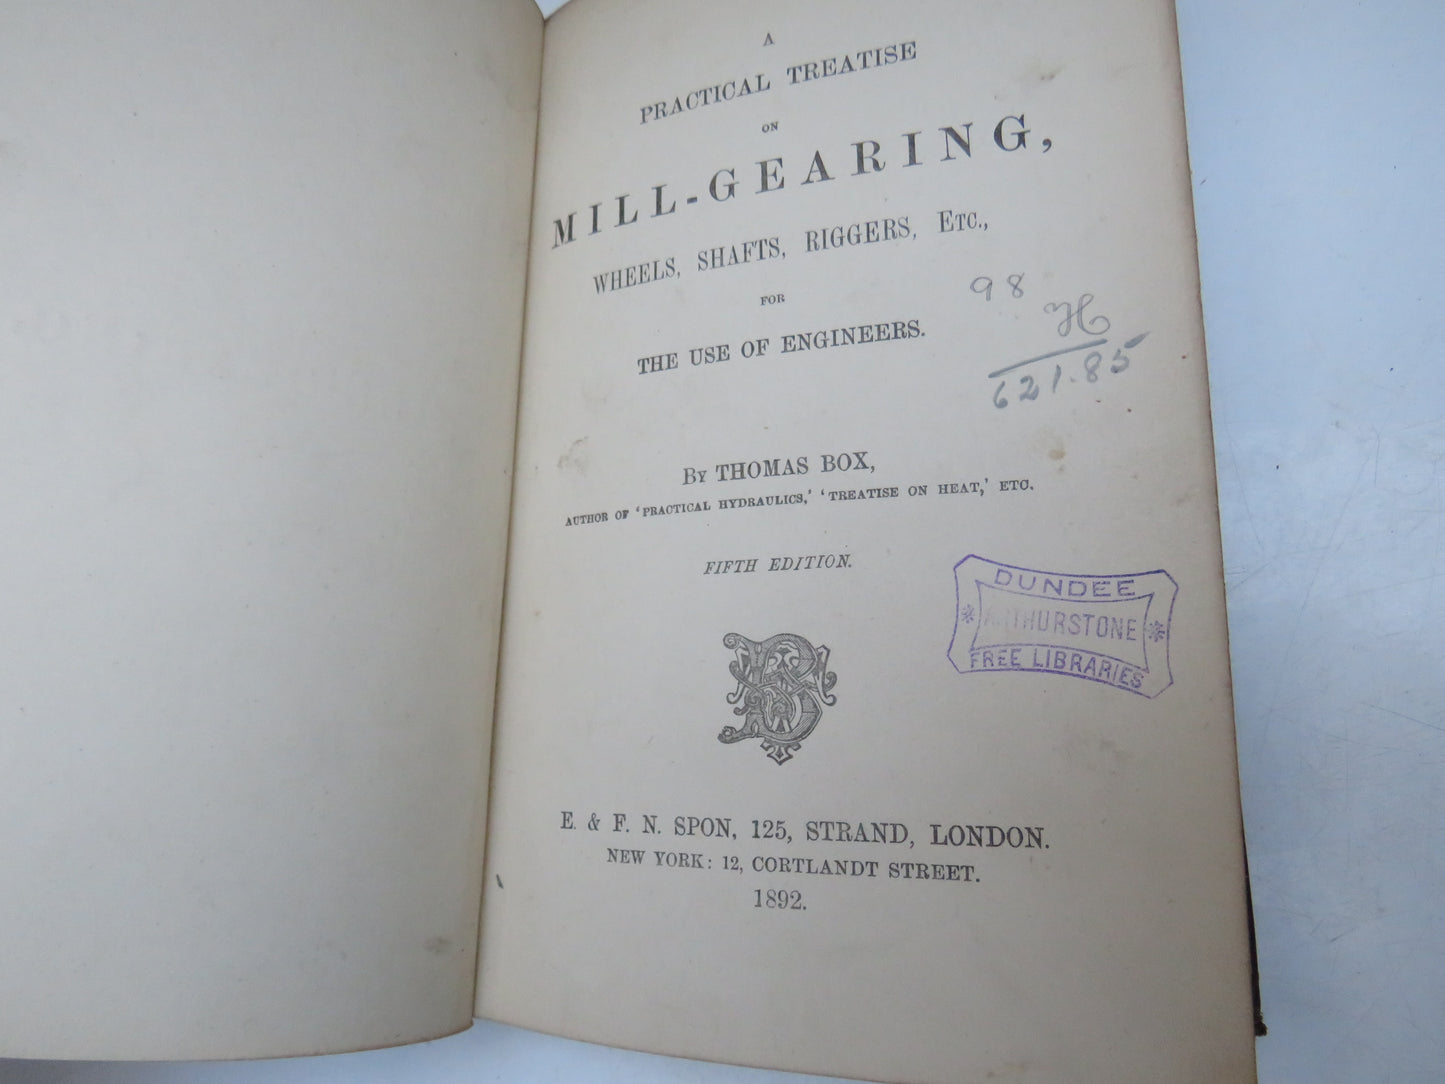 A
PRACTICAL TREATISE
ON
MILL-GEARING,
WHEELS, SHAFTS, RIGGERS, ETC.,
FOR
THE USE OF ENGINEERS.
98
H
621.85
BY THOMAS BOX,
AUTHOR OF ‘PRACTICAL HYDRAULICS,’ ‘TREATISE ON HEAT,’ ETC.
FIFTH EDITION.
DUNDEE
ARTHURSTONE
FREE LIBRARIES
E. & F. N. SPON, 125, STRAND, LONDON.
NEW YORK: 12, CORTLANDT STREET.
1892.